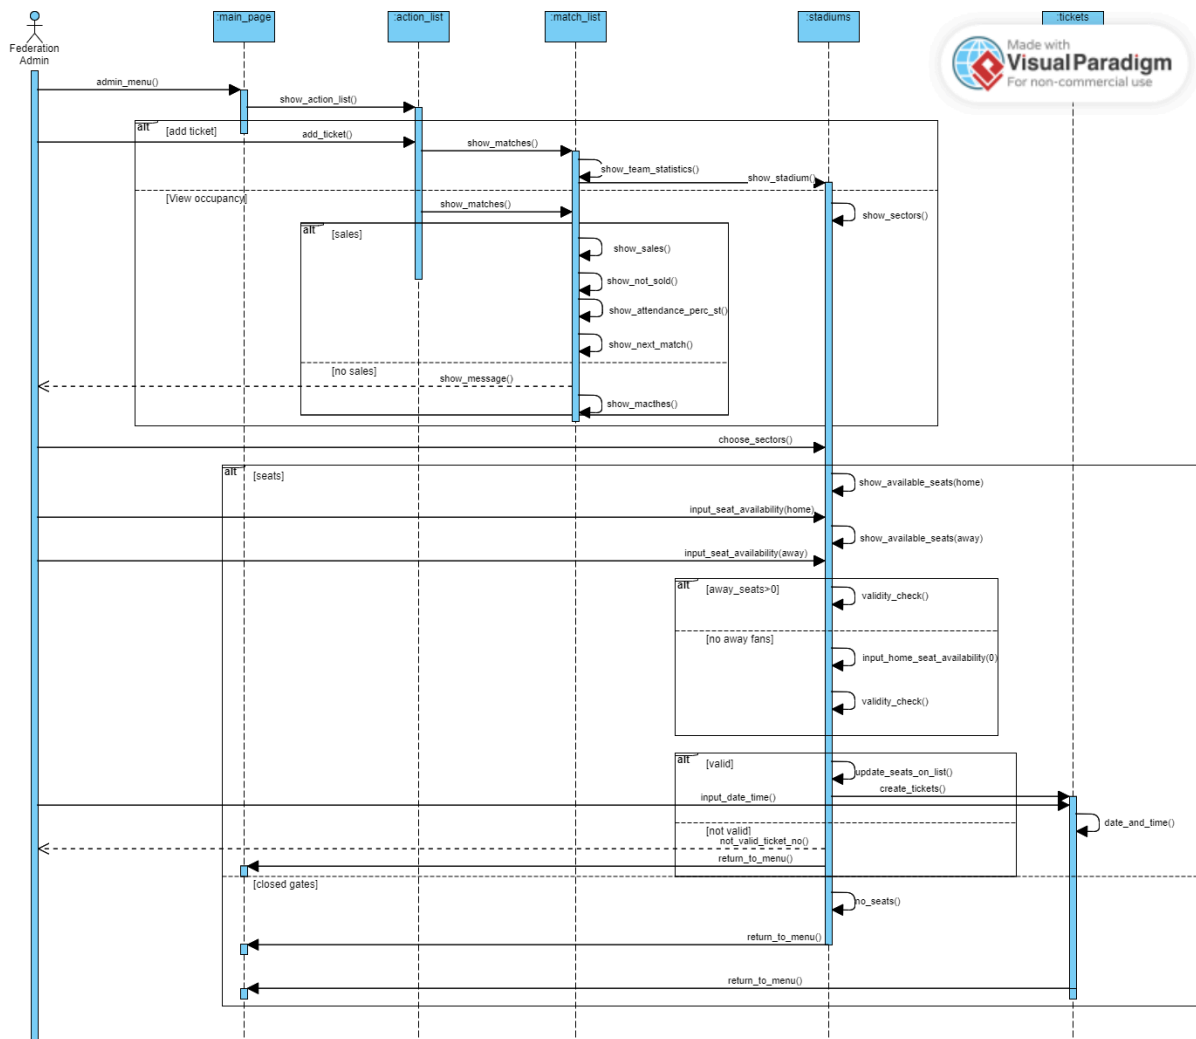 :main_page
:action_list
:match_list
:stadiums
:tickets
Federation
Admin
Made with
Visual Paradigm
For non-commercial use
admin_menu()
show_action_list()
alt
[add ticket]
add_ticket()
show_matches()
show_team_statistics()
show_stadium()
[View occupancy]
show_matches()
show_sectors()
alt
[sales]
show_sales()
show_not_sold()
show_attendance_perc_st()
show_next_match()
[no sales]
show_message()
show_macthes()
choose_sectors()
alt
[seats]
show_available_seats(home)
input_seat_availability(home)
show_available_seats(away)
input_seat_availability(away)
alt
[away_seats>0]
validity_check()
[no away fans]
input_home_seat_availability(0)
validity_check()
alt
[valid]
update_seats_on_list()
create_tickets()
input_date_time()
date_and_time()
[not valid]
not_valid_ticket_no()
return_to_menu()
[closed gates]
no_seats()
return_to_menu()
return_to_menu()